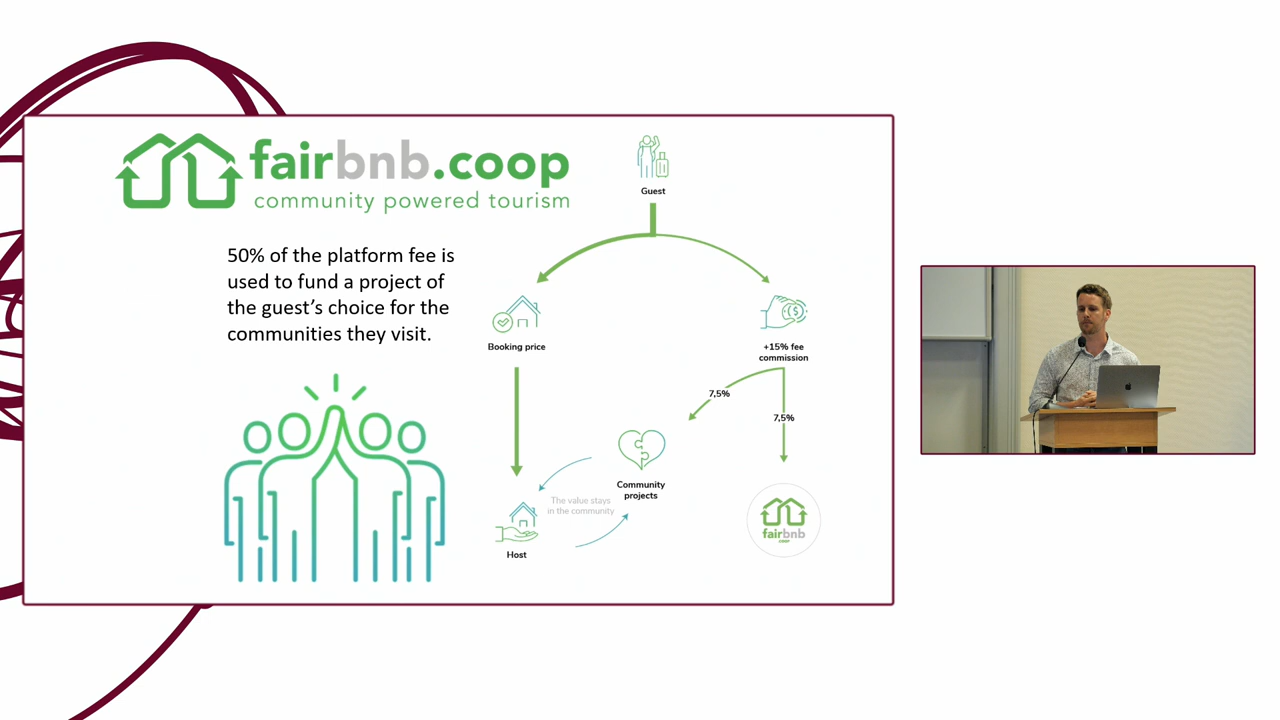 fairbnb.coop
community powered tourism
50% of the platform fee is
used to fund a project of
the guest's choice for the
communities they visit.
Guest
Booking price
+15% fee
commission
7,5%
7,5%
Community
projects
The value stays
in the community
Host
fairbnb
coop